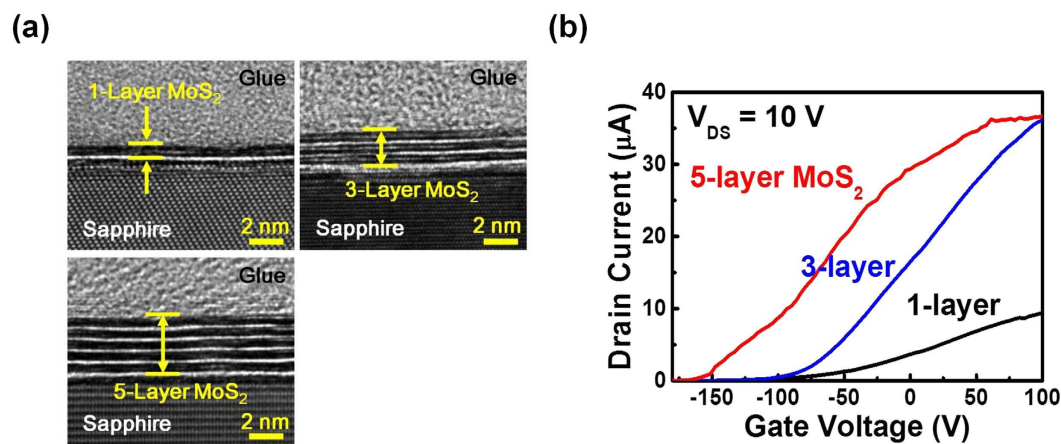 (a)
Glue
1-Layer MoS₂
Sapphire
2 nm
Glue
3-Layer MoS₂
Sapphire
2 nm
Glue
5-Layer MoS₂
Sapphire
2 nm
(b)
V_DS = 10 V
5-layer MoS₂
3-layer
1-layer
Drain Current (μA)
40
30
20
10
0
-150 -100 -50 0 50 100
Gate Voltage (V)